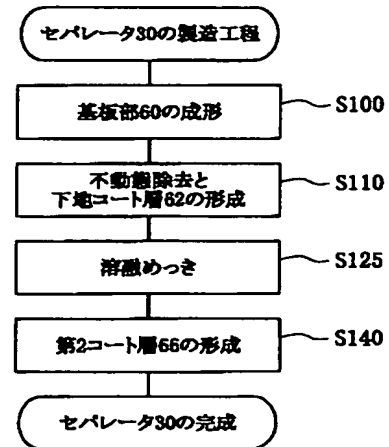 セパレータ30の製造工程
基板部60の成形
S100
不動態除去と
下地コート層62の形成
S110
溶融めっき
S125
第2コート層66の形成
S140
セパレータ30の完成